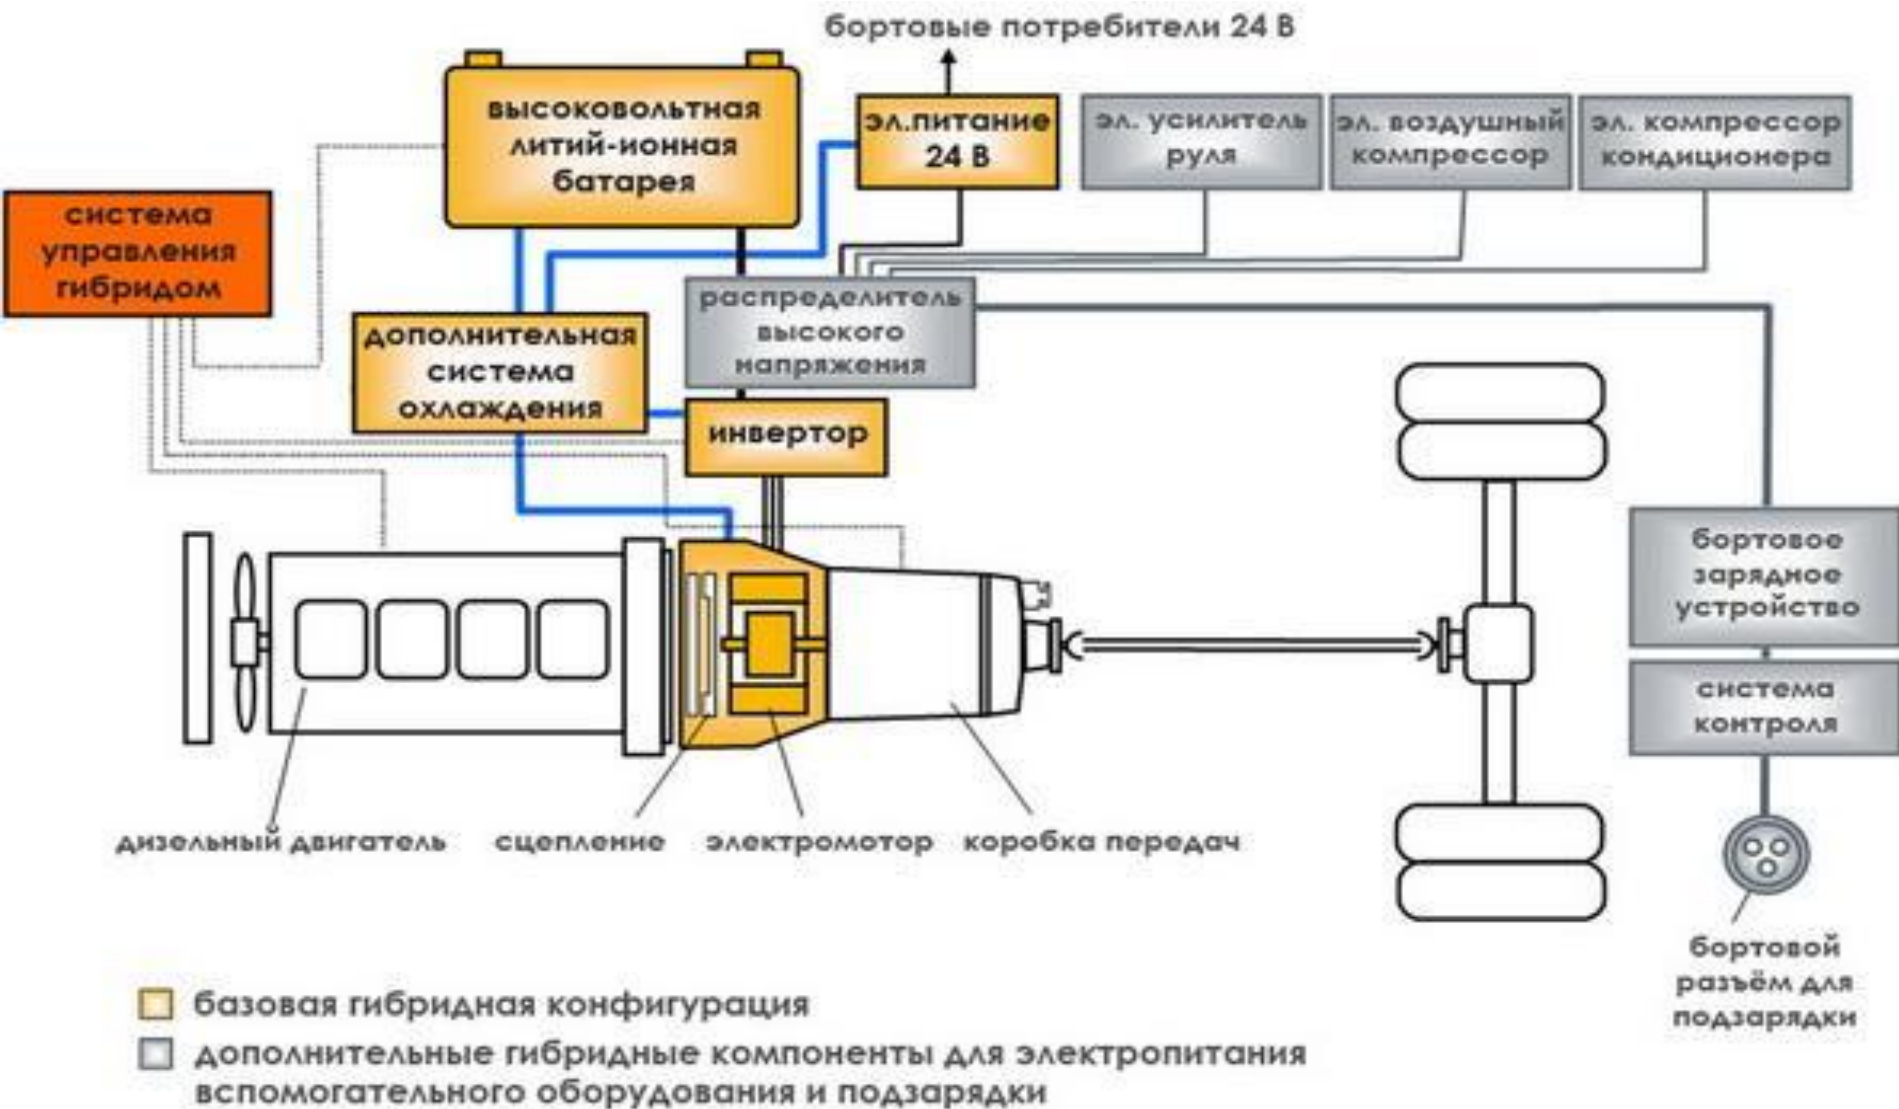 бортовые потребители 24 В
высоковольтная
литий-ионная
батарея
эл.питание
24 В
эл. усилитель
руля
эл. воздушный
компрессор
эл. компрессор
кондиционера
система
управления
гибридом
дополнительная
система
охлаждения
распределитель
высокого
напряжения
инвертор
бортовое
зарядное
устройство
система
контроля
дизельный двигатель
сцепление
электромотор
коробка передач
бортовой
разъём для
подзарядки
базовая гибридная конфигурация
дополнительные гибридные компоненты для электропитания
вспомогательного оборудования и подзарядки